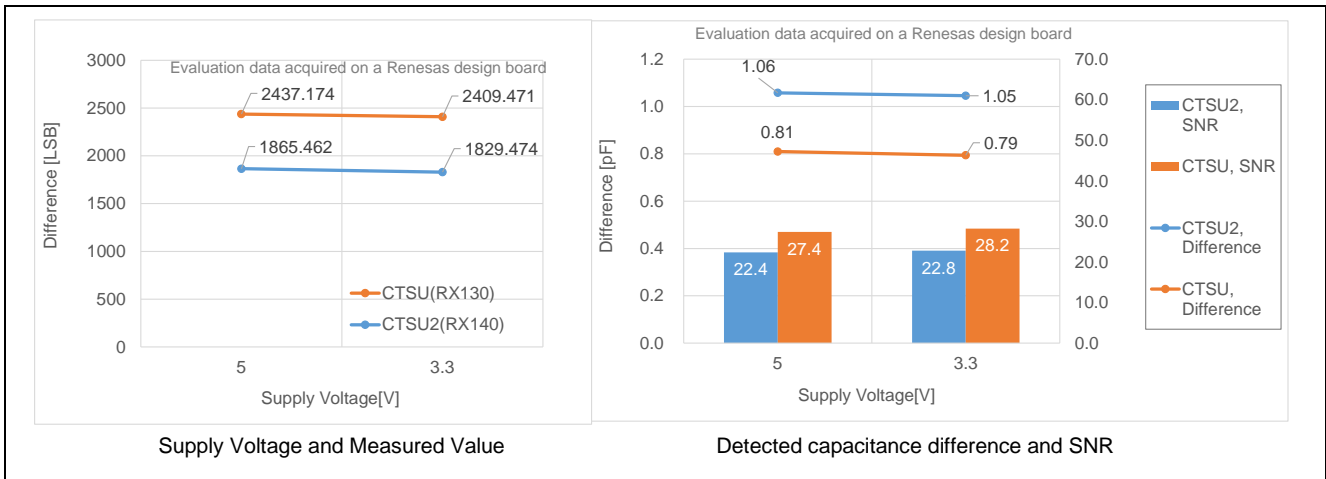 Evaluation data acquired on a Renesas design board
3000
2500
2000
1500
1000
500
0
Difference [LSB]
2437.174
2409.471
1865.462
1829.474
CTSU(RX130)
CTSU2(RX140)
5
3.3
Supply Voltage[V]
Supply Voltage and Measured Value
Evaluation data acquired on a Renesas design board
1.2
1.0
0.8
0.6
0.4
0.2
0.0
Difference [pF]
1.06
1.05
0.81
0.79
22.4
27.4
22.8
28.2
70.0
60.0
50.0
40.0
30.0
20.0
10.0
0.0
5
3.3
Supply Voltage[V]
CTSU2,
SNR
CTSU, SNR
CTSU2,
Difference
CTSU,
Difference
Detected capacitance difference and SNR